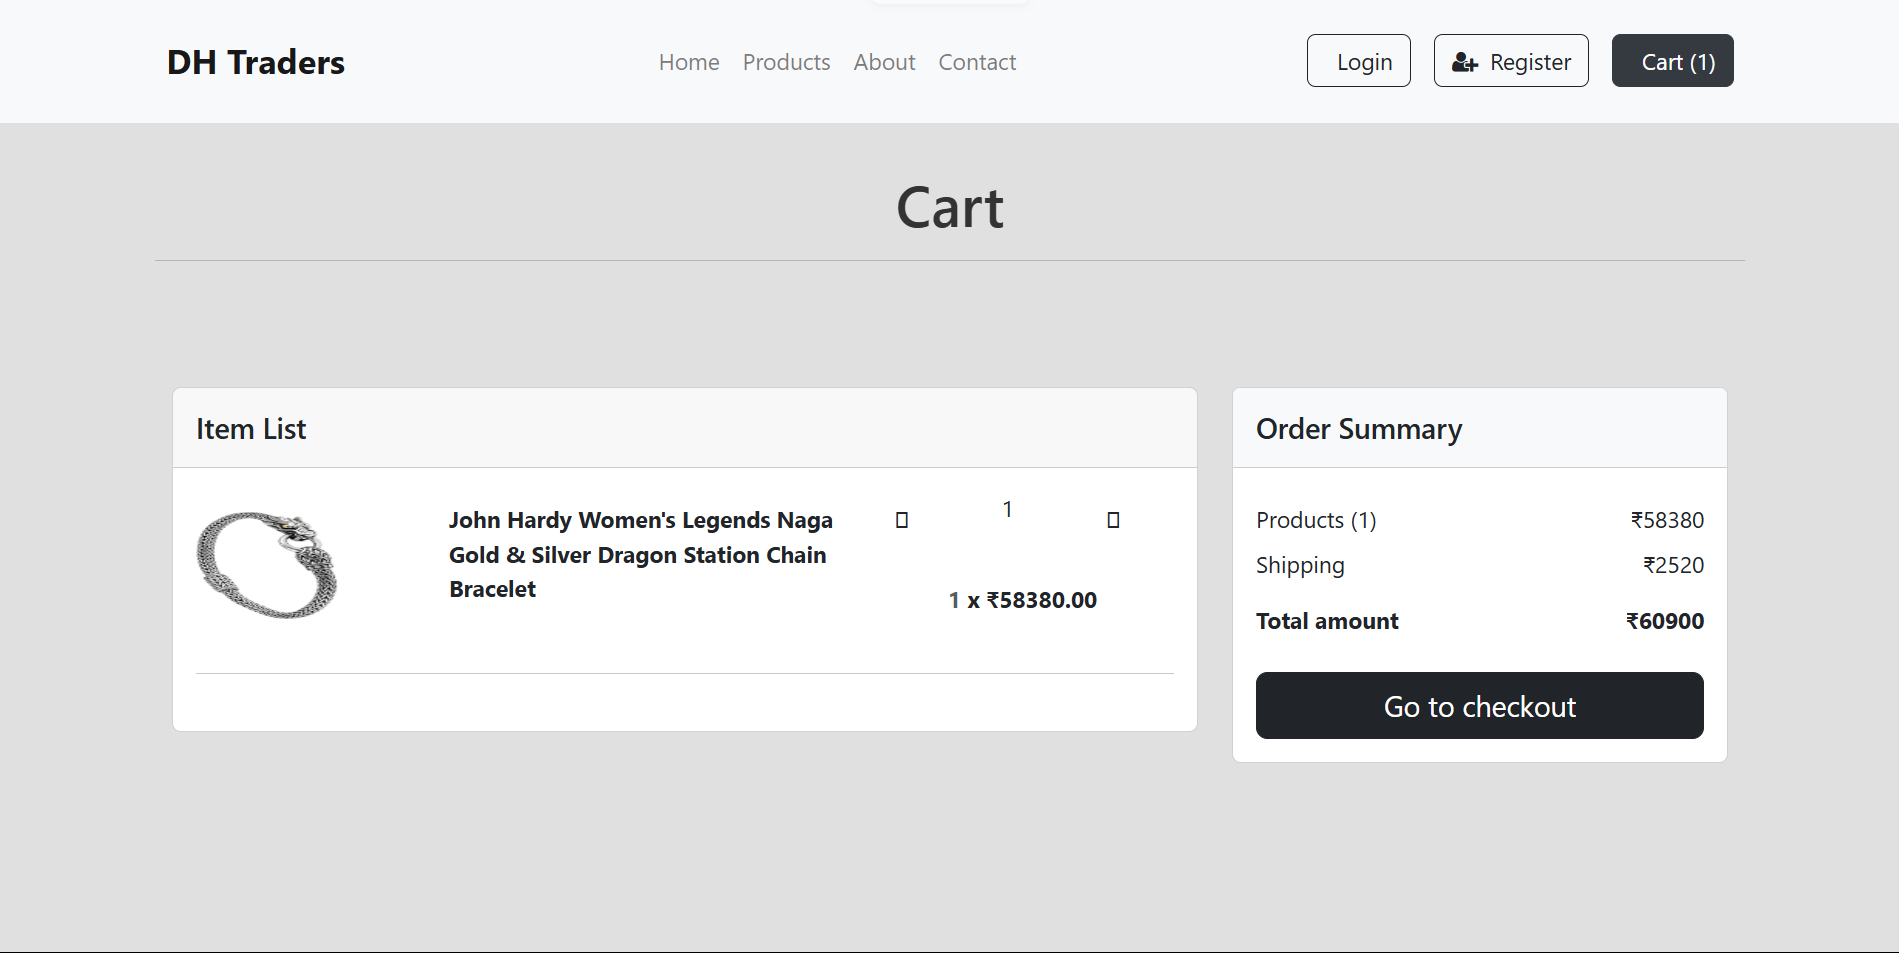 DH Traders
Home Products About Contact
Login
Register
Cart (1)
Cart
Item List
John Hardy Women's Legends Naga
Gold & Silver Dragon Station Chain
Bracelet
1
1 x ₹58380.00
Order Summary
Products (1) ₹58380
Shipping ₹2520
Total amount ₹60900
Go to checkout